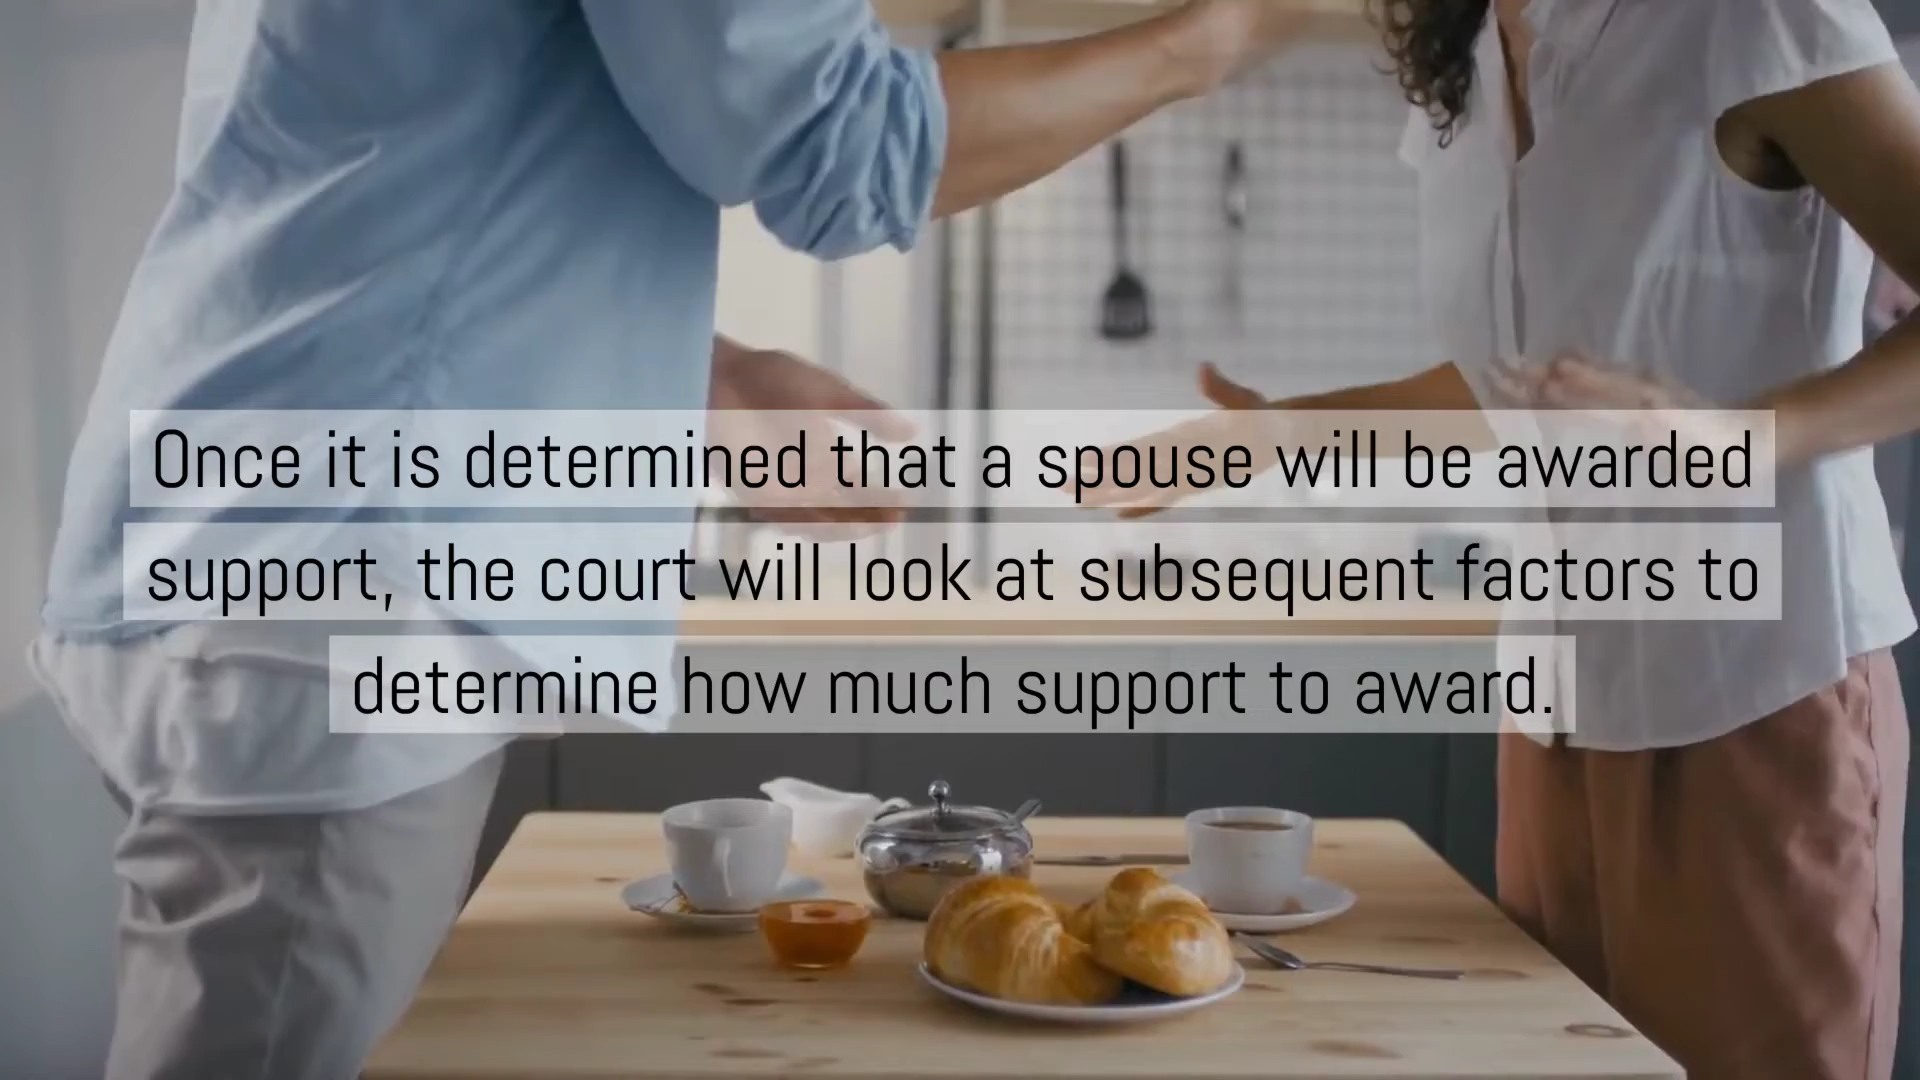 Once it is determined that a spouse will be awarded
support, the court will look at subsequent factors to
determine how much support to award.